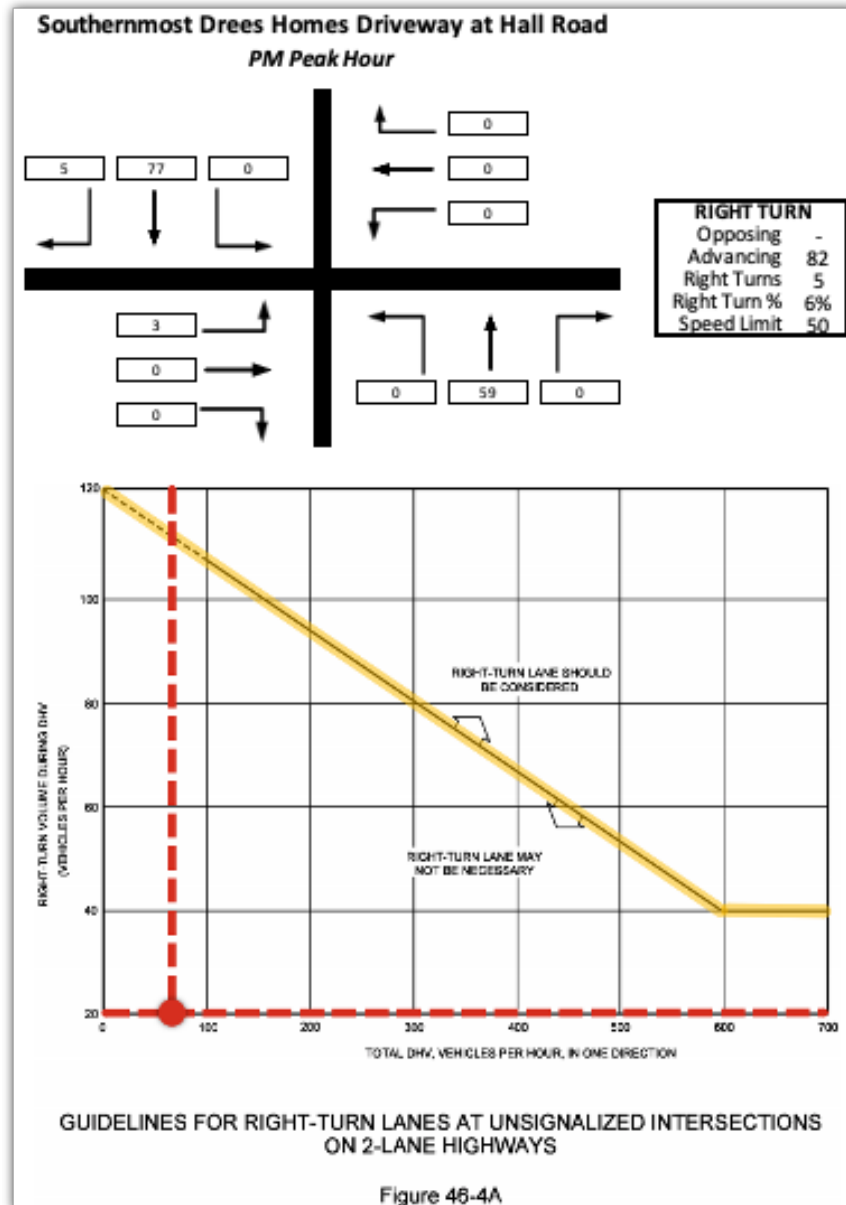 Southernmost Drees Homes Driveway at Hall Road
PM Peak Hour
0
5 77 0
0
0
RIGHT TURN
Opposing -
Advancing 82
Right Turns 5
Right Turn % 6%
Speed Limit 50
3
0
0
0 59 0
120
100
80
60
40
20
RIGHT-TURN VOLUME DURING DHV
(VEHICLES PER HOUR)
RIGHT-TURN LANE SHOULD
BE CONSIDERED
RIGHT-TURN LANE MAY
NOT BE NECESSARY
0 100 200 300 400 500 600 700
TOTAL DHV, VEHICLES PER HOUR, IN ONE DIRECTION
GUIDELINES FOR RIGHT-TURN LANES AT UNSIGNALIZED INTERSECTIONS
ON 2-LANE HIGHWAYS
Figure 46-4A